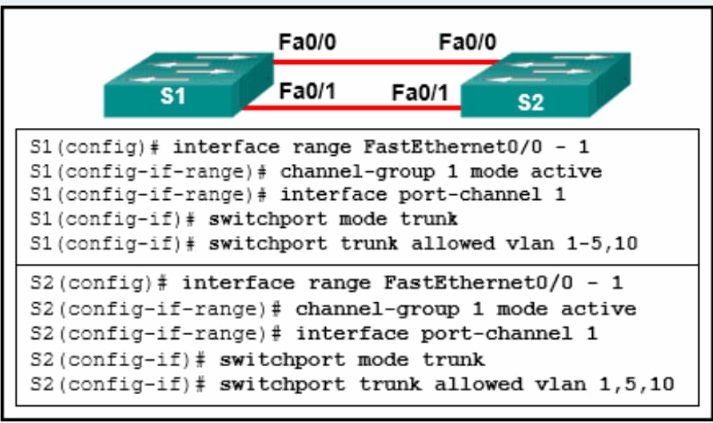 Fa0/0 Fa0/0
S1 Fa0/1 Fa0/1 S2
S1(config)# interface range FastEthernet0/0 - 1
S1(config-if-range)# channel-group 1 mode active
S1(config-if-range)# interface port-channel 1
S1(config-if)# switchport mode trunk
S1(config-if)# switchport trunk allowed vlan 1-5,10
S2(config)# interface range FastEthernet0/0 - 1
S2(config-if-range)# channel-group 1 mode active
S2(config-if-range)# interface port-channel 1
S2(config-if)# switchport mode trunk
S2(config-if)# switchport trunk allowed vlan 1,5,10